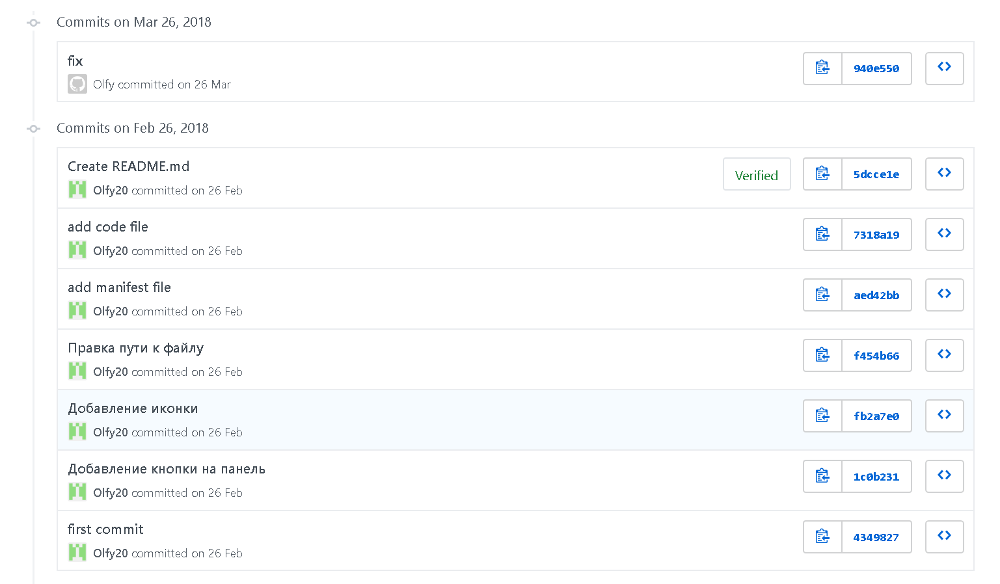 Commits on Mar 26, 2018
fix
940e550
Olfy committed on 26 Mar
Commits on Feb 26, 2018
Create README.md
Verified
5dcce1e
Olfy20 committed on 26 Feb
add code file
7318a19
Olfy20 committed on 26 Feb
add manifest file
aed42bb
Olfy20 committed on 26 Feb
Правка пути к файлу
f454b66
Olfy20 committed on 26 Feb
Добавление иконки
fb2a7e0
Olfy20 committed on 26 Feb
Добавление кнопки на панель
1c0b231
Olfy20 committed on 26 Feb
first commit
4349827
Olfy20 committed on 26 Feb